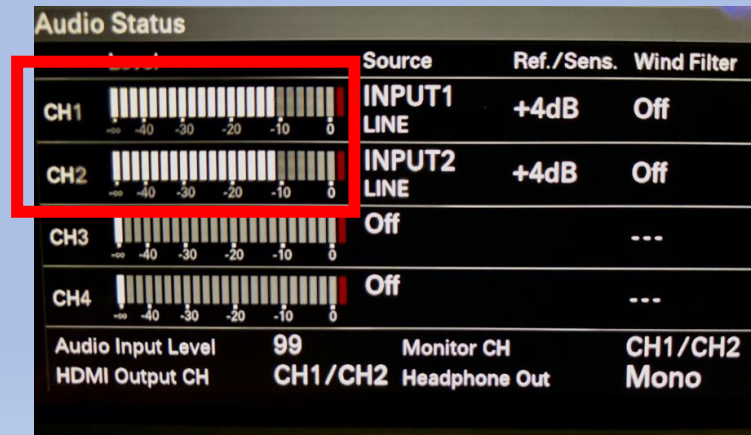 Audio Status
Level Source Ref./Sens. Wind Filter
CH1 INPUT1 +4dB Off
LINE
-∞ -40 -30 -20 -10 0
CH2 INPUT2 +4dB Off
LINE
-∞ -40 -30 -20 -10 0
CH3 Off ---
-∞ -40 -30 -20 -10 0
CH4 Off ---
-∞ -40 -30 -20 -10 0
Audio Input Level 99 Monitor CH CH1/CH2
HDMI Output CH CH1/CH2 Headphone Out Mono